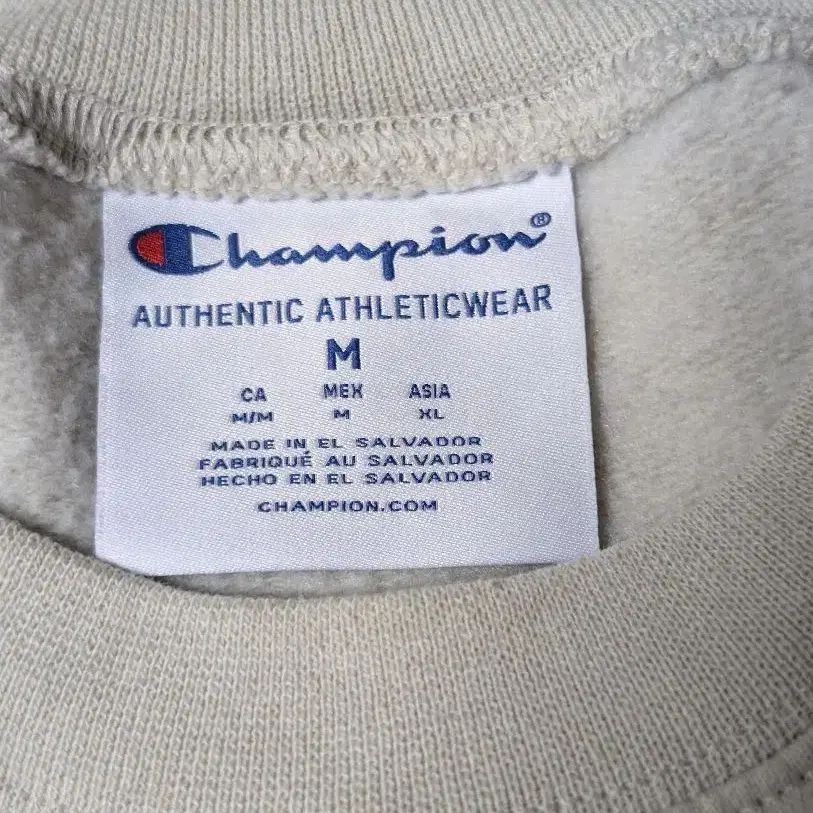 Champion®
AUTHENTIC ATHLETICWEAR
M
CA MEX ASIA
M/M M XL
MADE IN EL SALVADOR
FABRIQUÉ AU SALVADOR
HECHO EN EL SALVADOR
CHAMPION.COM